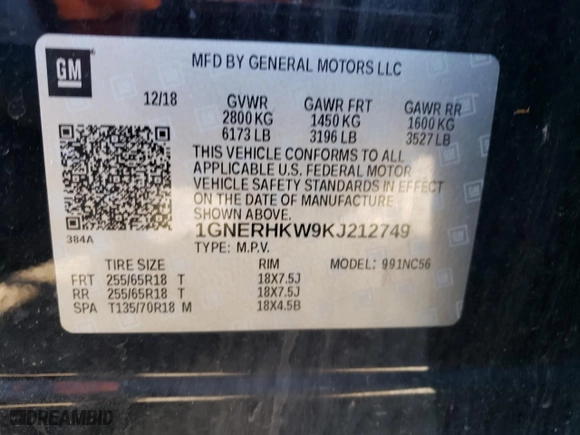 GM
MFD BY GENERAL MOTORS LLC
12/18 GVWR GAWR FRT GAWR RR
2800 KG 1450 KG 1600 KG
6173 LB 3196 LB 3527 LB
THIS VEHICLE CONFORMS TO ALL
APPLICABLE U.S. FEDERAL MOTOR
VEHICLE SAFETY STANDARDS IN EFFECT
ON THE DATE OF MANUFACTURE
SHOWN ABOVE.
384A
1GNERHKW9KJ212749
TYPE: M.P.V.
TIRE SIZE RIM MODEL: 991NC56
FRT 255/65R18 T 18X7.5J
RR 255/65R18 T 18X7.5J
SPA T135/70R18 M 18X4.5B
DREAMBID